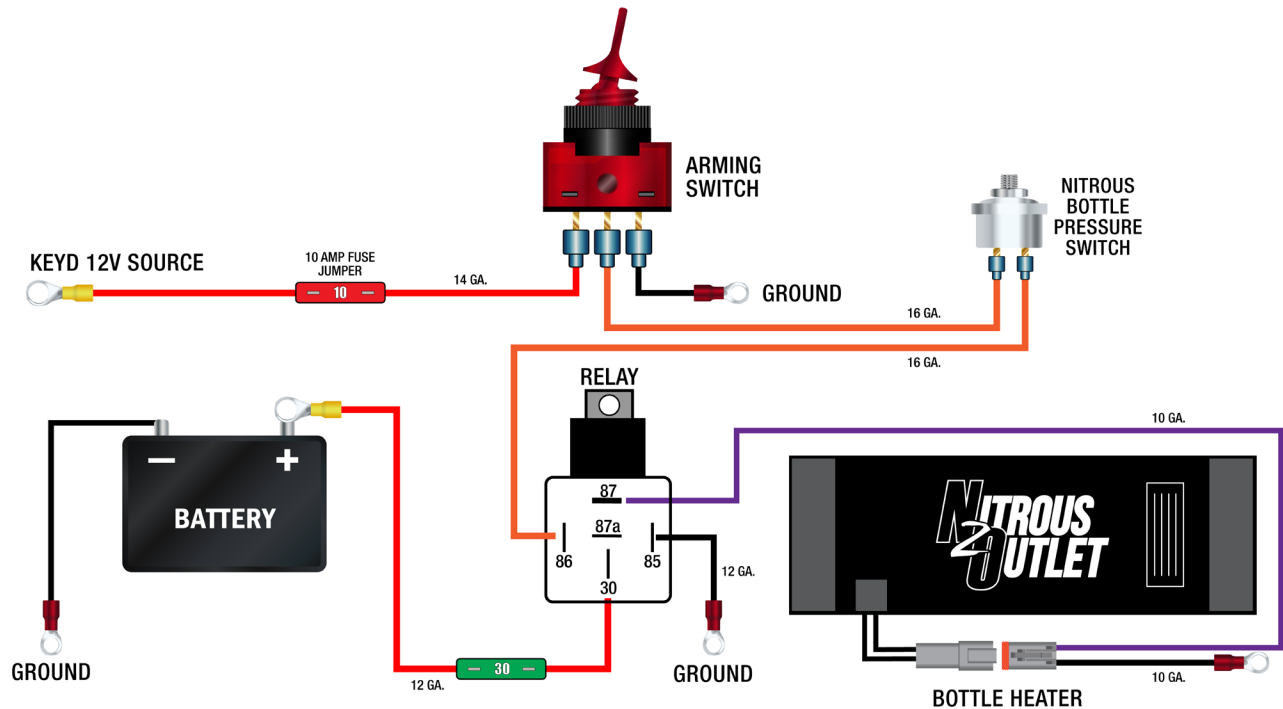 ARMING
SWITCH
NITROUS
BOTTLE
PRESSURE
SWITCH
KEYD 12V SOURCE
10 AMP FUSE
JUMPER
10
14 GA.
GROUND
16 GA.
16 GA.
RELAY
87
87a
86
85
30
12 GA.
GROUND
BATTERY
GROUND
30
12 GA.
10 GA.
NITROUS
2
OUTLET
10 GA.
BOTTLE HEATER